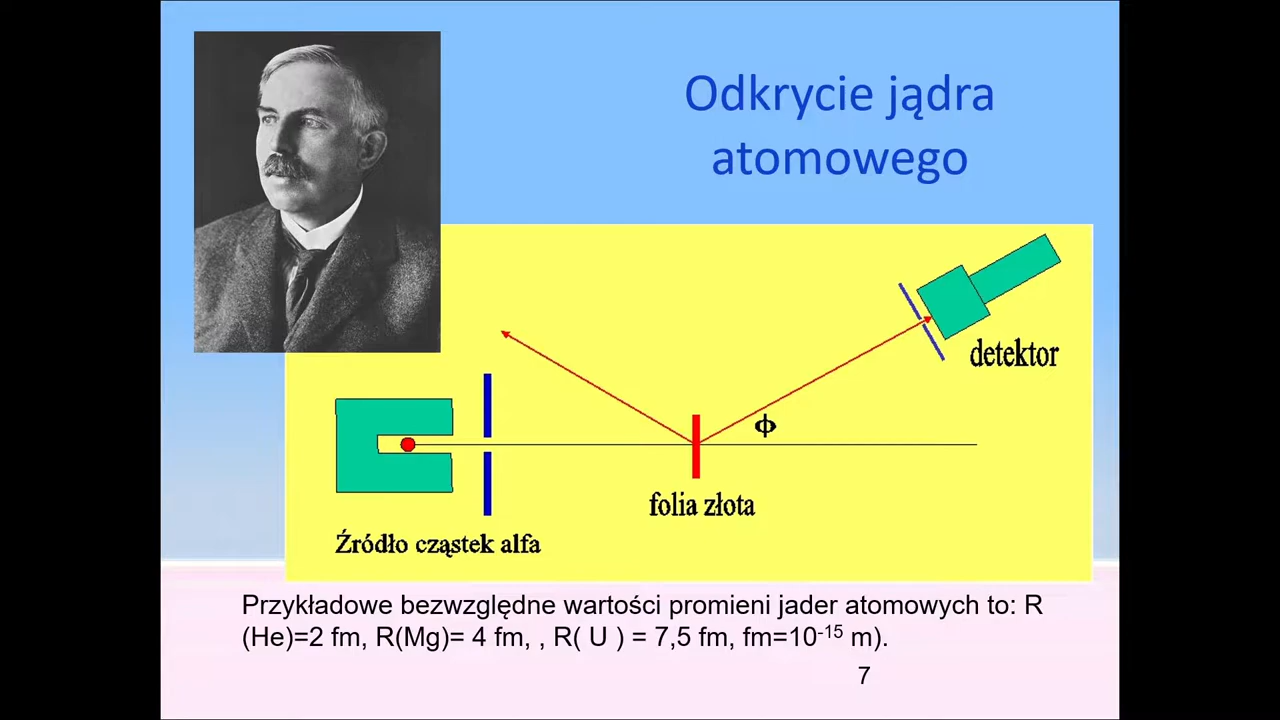 Odkrycie jądra
atomowego
detektor
ϕ
folia złota
Źródło cząstek alfa
Przykładowe bezwzględne wartości promieni jader atomowych to: R
(He)=2 fm, R(Mg)= 4 fm, , R( U ) = 7,5 fm, fm=10⁻¹⁵ m).
7